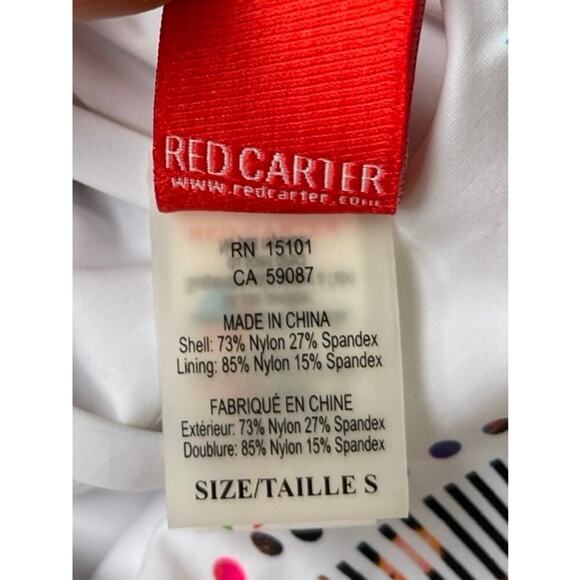 RED CARTER
www.redcarter.com
RN 15101
CA 59087
MADE IN CHINA
Shell: 73% Nylon 27% Spandex
Lining: 85% Nylon 15% Spandex
FABRIQUÉ EN CHINE
Extérieur: 73% Nylon 27% Spandex
Doublure: 85% Nylon 15% Spandex
SIZE/TAILLE S